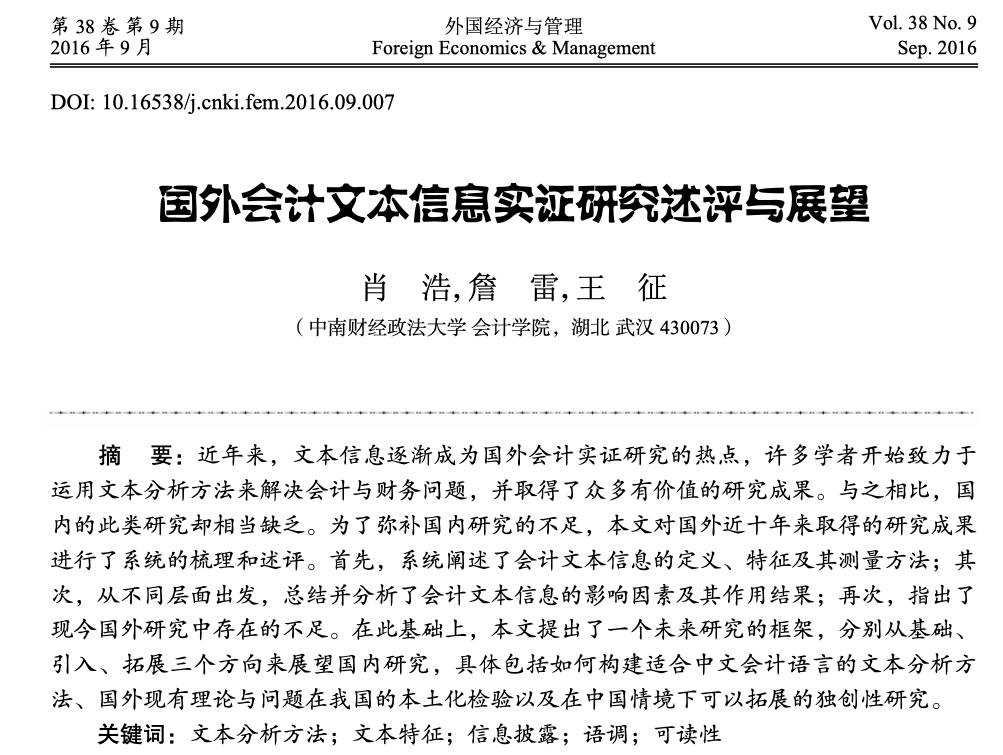 第 38 卷 第 9 期
外国经济与管理
Vol. 38 No. 9
2016 年 9 月
Foreign Economics & Management
Sep. 2016
DOI: 10.16538/j.cnki.fem.2016.09.007
国外会计文本信息实证研究述评与展望
肖 浩, 詹 雷, 王 征
（中南财经政法大学 会计学院，湖北 武汉 430073）
摘 要：近年来，文本信息逐渐成为国外会计实证研究的热点，许多学者开始致力于
运用文本分析方法来解决会计与财务问题，并取得了众多有价值的研究成果。与之相比，国
内的此类研究却相当缺乏。为了弥补国内研究的不足，本文对国外近十年来取得的研究成果
进行了系统的梳理和述评。首先，系统阐述了会计文本信息的定义、特征及其测量方法；其
次，从不同层面出发，总结并分析了会计文本信息的影响因素及其作用结果；再次，指出了
现今国外研究中存在的不足。在此基础上，本文提出了一个未来研究的框架，分别从基础、
引入、拓展三个方向来展望国内研究，具体包括如何构建适合中文会计语言的文本分析方
法、国外现有理论与问题在我国的本土化检验以及在中国情境下可以拓展的独创性研究。
关键词：文本分析方法；文本特征；信息披露；语调；可读性